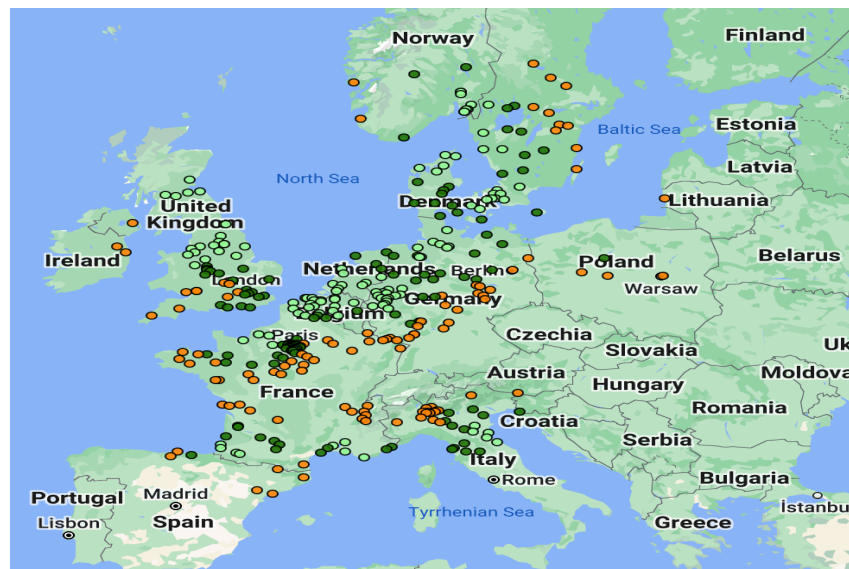 Norway
Finland
Baltic Sea
Estonia
North Sea
Latvia
Denmark
Lithuania
United
Kingdom
Ireland
London
Netherlands
Berlin
Poland
Belarus
Warsaw
Germany
Belgium
Paris
Czechia
Slovakia
Uk
Austria
Moldova
France
Hungary
Romania
Croatia
Serbia
Italy
Bulgaria
Rome
Portugal
Madrid
Lisbon
Spain
Tyrrhenian Sea
Greece
İstanbu